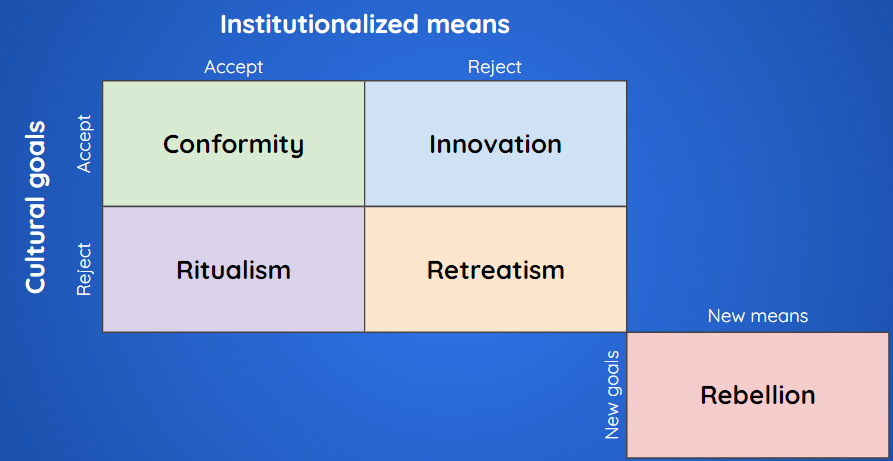 Institutionalized means
Accept
Reject
Cultural goals
Accept
Conformity
Innovation
Reject
Ritualism
Retreatism
New means
New goals
Rebellion